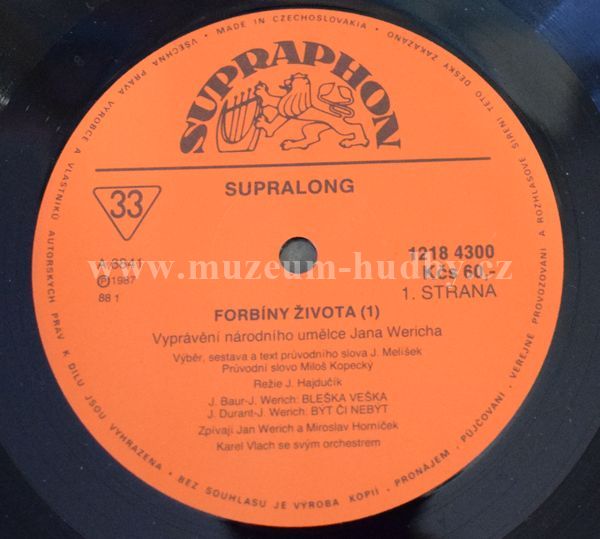 VŠECHNA PRÁVA VÝROBCE A VLASTNÍKŮ AUTORSKÝCH PRÁV K DÍLU JSOU VYHRAZENA • BEZ SOUHLASU JE VÝROBA KOPIÍ, PRONÁJEM, PŮJČOVÁNÍ, VEŘEJNÉ PROVOZOVÁNÍ A ROZHLASOVÉ ŠÍŘENÍ TÉTO DESKY ZAKÁZÁNO • MADE IN CZECHOSLOVAKIA •
SUPRAPHON
33
SUPRALONG
A 6841
1218 4300
www.muzeum-hudby.cz
Kčs 60,-
℗ 1987
88 1
1. STRANA
FORBÍNY ŽIVOTA (1)
Vyprávění národního umělce Jana Wericha
Výběr, sestava a text průvodního slova J. Melíšek
Průvodní slovo Miloš Kopecký
Režie J. Hajdučík
J. Baur-J. Werich: BLEŠKA VEŠKA
J. Durant-J. Werich: BÝT ČI NEBÝT
Zpívají Jan Werich a Miroslav Horníček
Karel Vlach se svým orchestrem